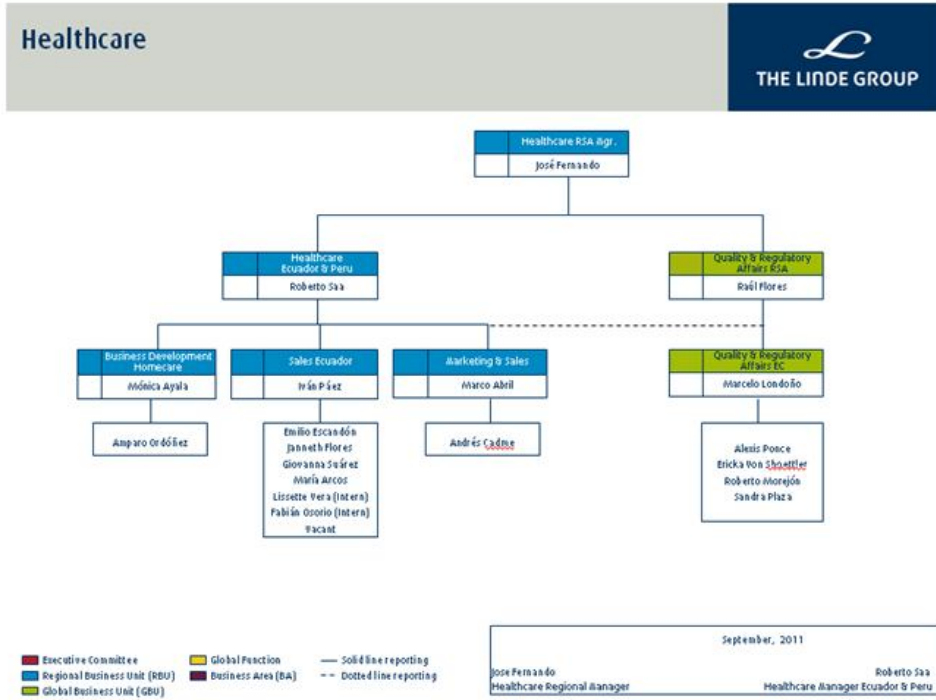 Healthcare
THE LINDE GROUP
Healthcare RSA Mgr.
José Fernando
Healthcare
Ecuador & Peru
Roberto Saa
Quality & Regulatory
Affairs RSA
Raúl Flores
Business Development
Homecare
Mónica Ayala
Sales Ecuador
Iván Páez
Marketing & Sales
Marco Abril
Quality & Regulatory
Affairs EC
Marcelo Londoño
Amparo Ordóñez
Emilio Escandón
Janneth Flores
Giovanna Suárez
María Arcos
Lissette Vera (Intern)
Fabián Osorio (Intern)
Vacant
Andrés Cadme
Alexis Ponce
Ericka Von Shoettler
Roberto Morejón
Sandra Plaza
Executive Committee
Regional Business Unit (RBU)
Global Business Unit (GBU)
Global Function
Business Area (BA)
Solid line reporting
Dotted line reporting
September, 2011
Jose Fernando
Healthcare Regional Manager
Roberto Saa
Healthcare Manager Ecuador & Peru